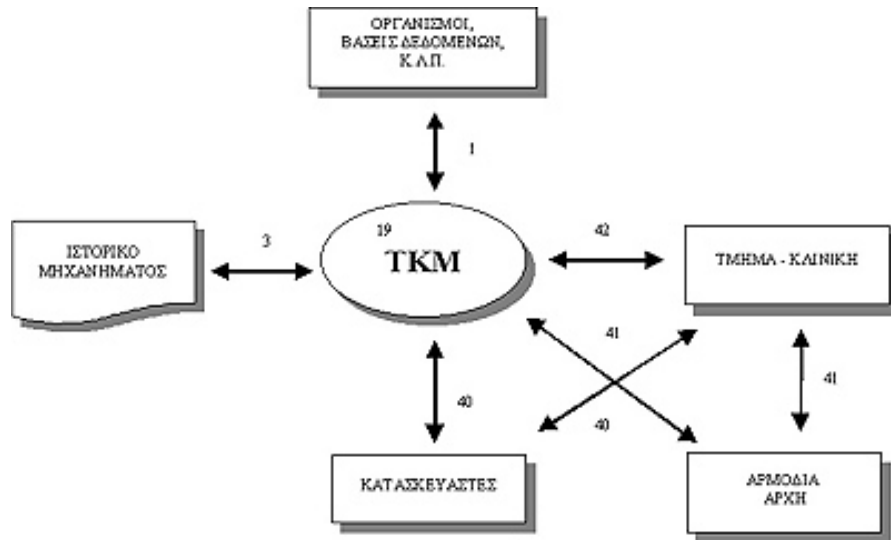 ΟΡΓΑΝΙΣΜΟΙ,
ΒΑΣΕΙΣ ΔΕΔΟΜΕΝΩΝ,
Κ.Λ.Π.
1
19
ΤΚΜ
3
42
ΙΣΤΟΡΙΚΟ
ΜΗΧΑΝΗΜΑΤΟΣ
ΤΜΗΜΑ - ΚΛΙΝΙΚΗ
41
41
40
40
ΚΑΤΑΣΚΕΥΑΣΤΕΣ
ΑΡΜΟΔΙΑ
ΑΡΧΗ